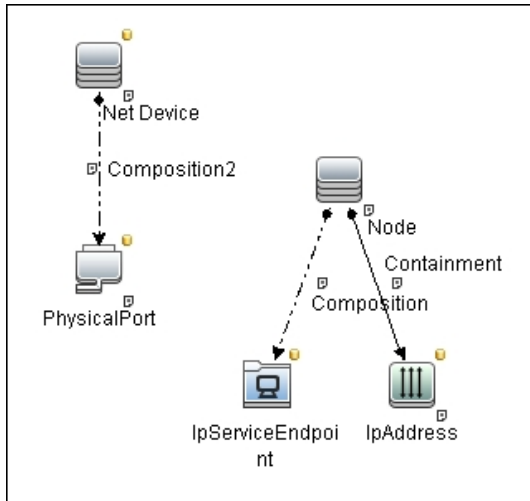 Net Device
Composition2
PhysicalPort
Node
Containment
Composition
IpServiceEndpoi
nt
IpAddress